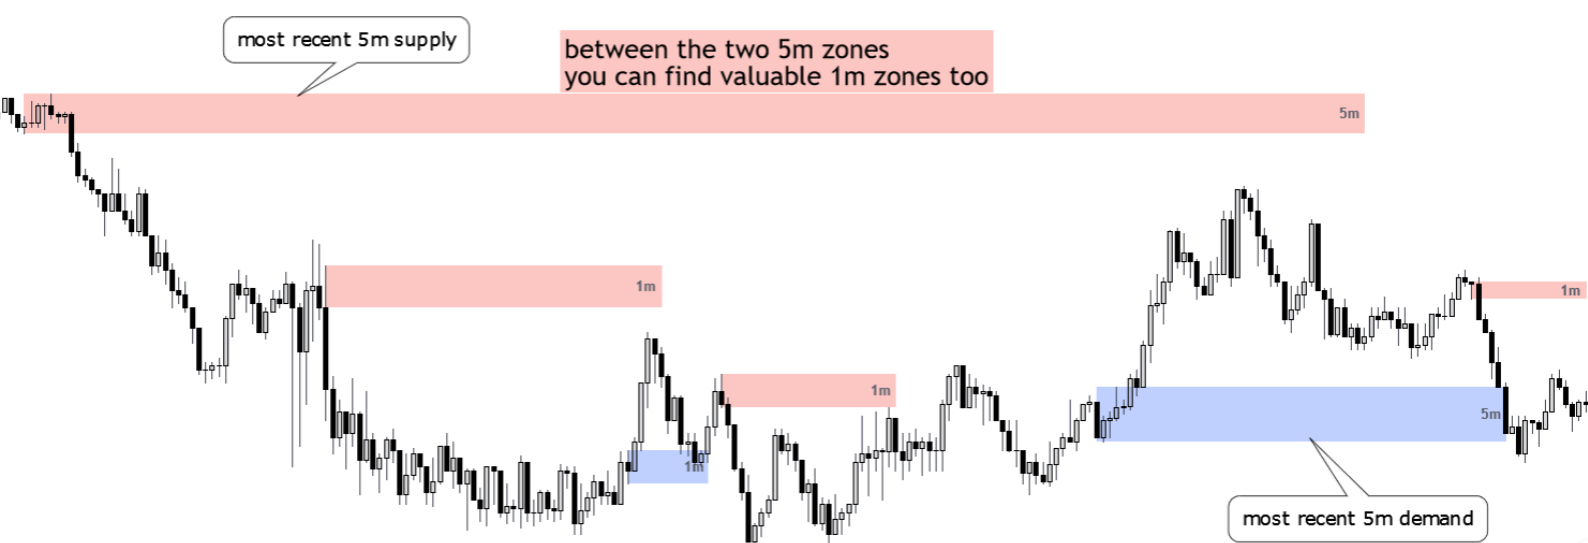 most recent 5m supply
between the two 5m zones
you can find valuable 1m zones too
5m
1m
1m
1m
1m
5m
most recent 5m demand